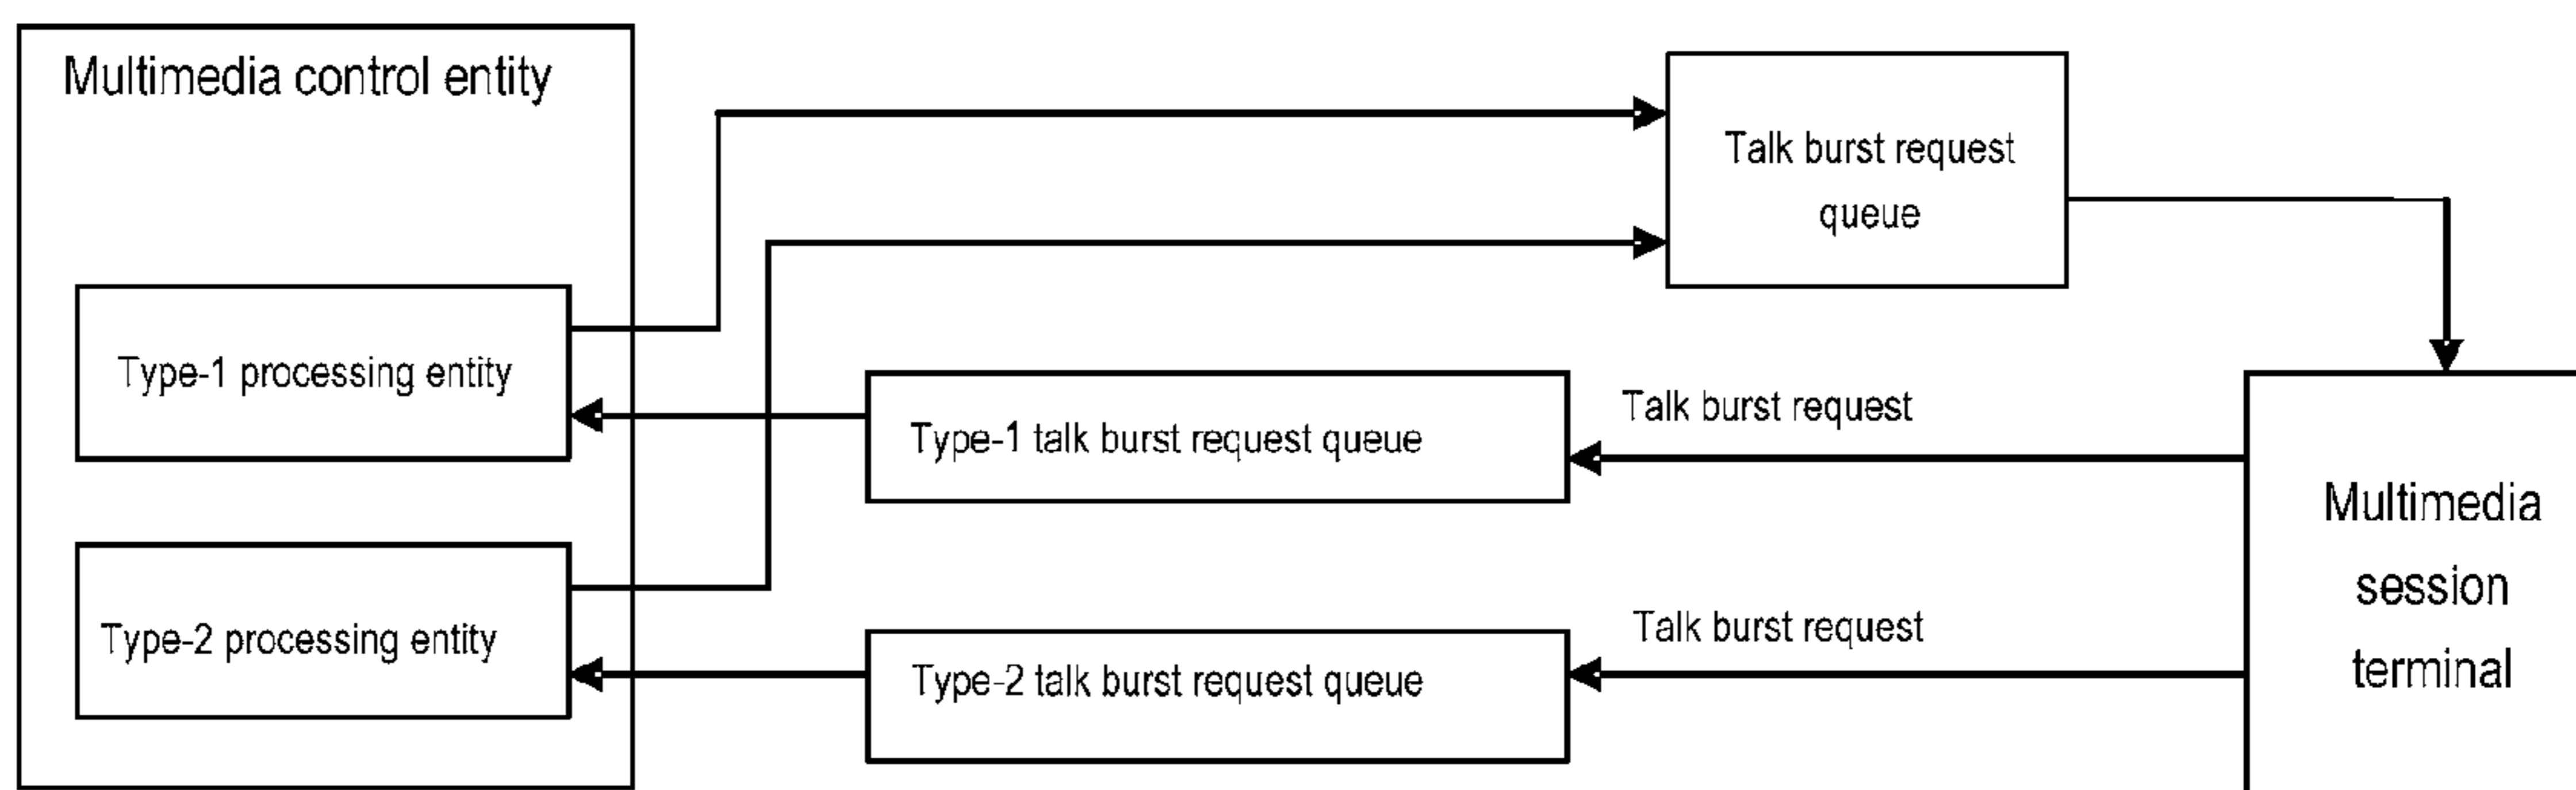 Multimedia control entity
Talk burst request
queue
Type-1 processing entity
Talk burst request
Type-1 talk burst request queue
Multimedia
session
terminal
Type-2 processing entity
Talk burst request
Type-2 talk burst request queue